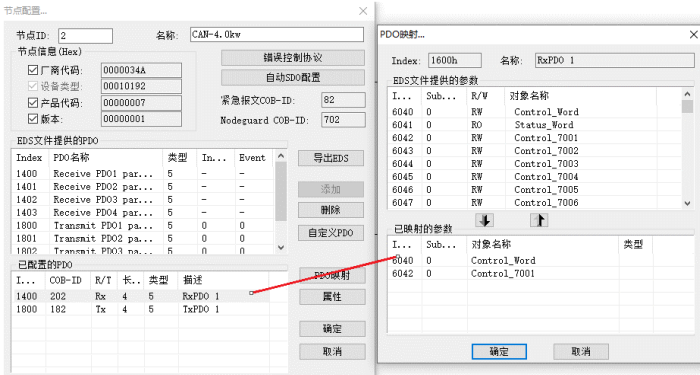 节点配置...
节点ID: 2 名称: CAN-4.0kw
节点信息(Hex)
厂商代码: 0000034A
设备类型: 00010192
产品代码: 00000007
版本: 00000001
错误控制协议
自动SDO配置
紧急报文COB-ID: 82
Nodeguard COB-ID: 702
EDS文件提供的PDO
Index PDO名称 类型 In... Event
1400 Receive PDO1 par... 5 - -
1401 Receive PDO2 par... 5 - -
1402 Receive PDO3 par... 5 - -
1403 Receive PDO4 par... 5 - -
1800 Transmit PDO1 pa... 5 0 0
1801 Transmit PDO2 pa... 5 0 0
1802 Transmit PDO3 pa... 5 0 0
导出EDS
添加
删除
自定义PDO
已配置的PDO
I... COB-ID R/T 长.. 类型 描述
1400 202 Rx 4 5 RxPDO 1
1800 182 Tx 4 5 TxPDO 1
PDO映射
属性
确定
取消
PDO映射...
Index: 1600h 名称: RxPDO 1
EDS文件提供的参数
I... Sub... R/W 对象名称
6040 0 RW Control_Word
6041 0 RO Status_Word
6042 0 RW Control_7001
6043 0 RW Control_7002
6044 0 RW Control_7003
6045 0 RW Control_7004
6046 0 RW Control_7005
6047 0 RW Control_7006
已映射的参数
I... Sub... 对象名称 类型
6040 0 Control_Word
6042 0 Control_7001
确定
取消